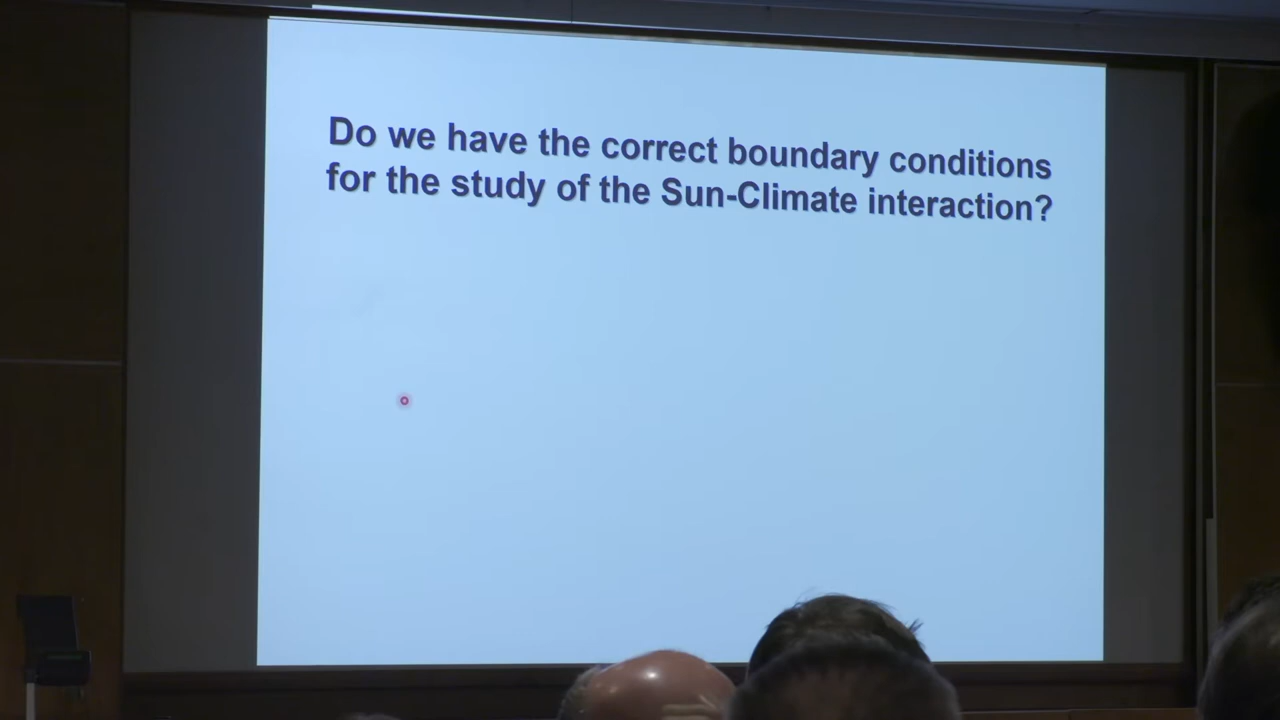 Do we have the correct boundary conditions
for the study of the Sun-Climate interaction?